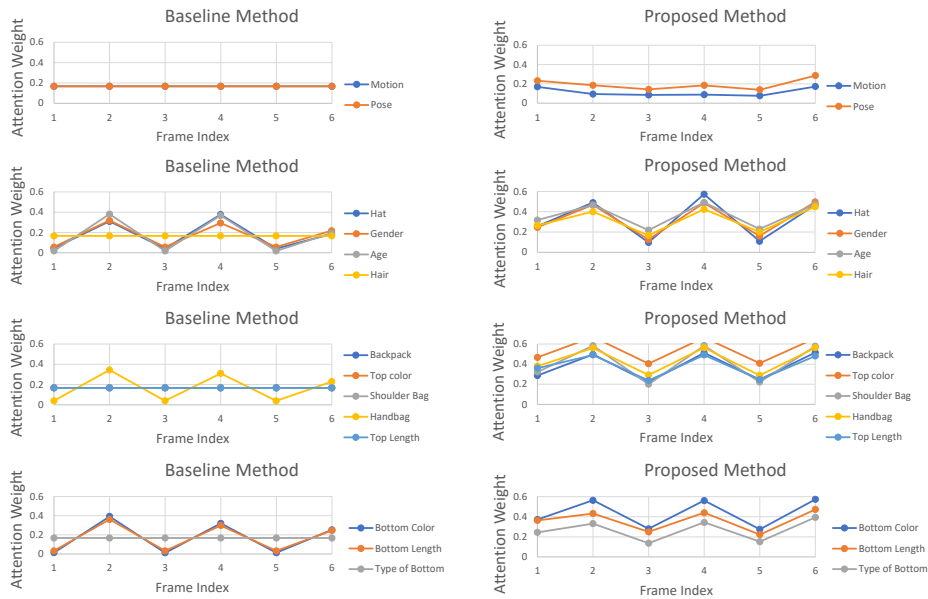 Baseline Method
Attention Weight
0.6
0.4
0.2
0
1 2 3 4 5 6
Frame Index
Motion
Pose
Proposed Method
Attention Weight
0.6
0.4
0.2
0
1 2 3 4 5 6
Frame Index
Motion
Pose
Baseline Method
Attention Weight
0.6
0.4
0.2
0
1 2 3 4 5 6
Frame Index
Hat
Gender
Age
Hair
Proposed Method
Attention Weight
0.6
0.4
0.2
0
1 2 3 4 5 6
Frame Index
Hat
Gender
Age
Hair
Baseline Method
Attention Weight
0.6
0.4
0.2
0
1 2 3 4 5 6
Frame Index
Backpack
Top color
Shoulder Bag
Handbag
Top Length
Proposed Method
Attention Weight
0.6
0.4
0.2
0
1 2 3 4 5 6
Frame Index
Backpack
Top color
Shoulder Bag
Handbag
Top Length
Baseline Method
Attention Weight
0.6
0.4
0.2
0
1 2 3 4 5 6
Frame Index
Bottom Color
Bottom Length
Type of Bottom
Proposed Method
Attention Weight
0.6
0.4
0.2
0
1 2 3 4 5 6
Frame Index
Bottom Color
Bottom Length
Type of Bottom